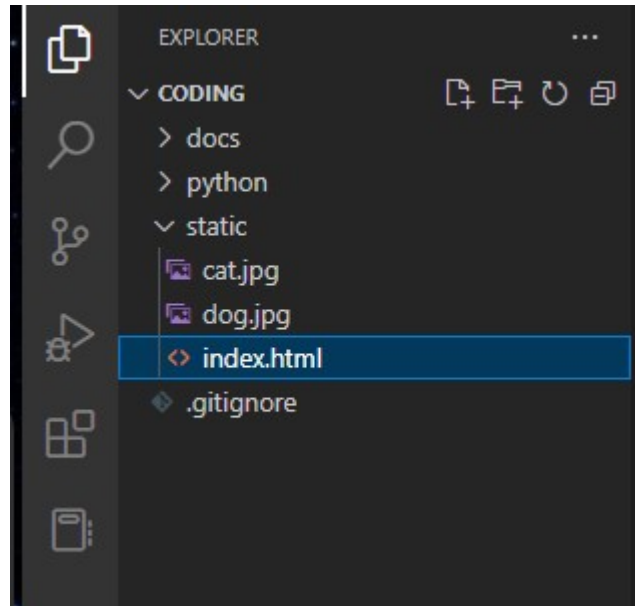 EXPLORER
CODING
docs
python
static
cat.jpg
dog.jpg
index.html
.gitignore